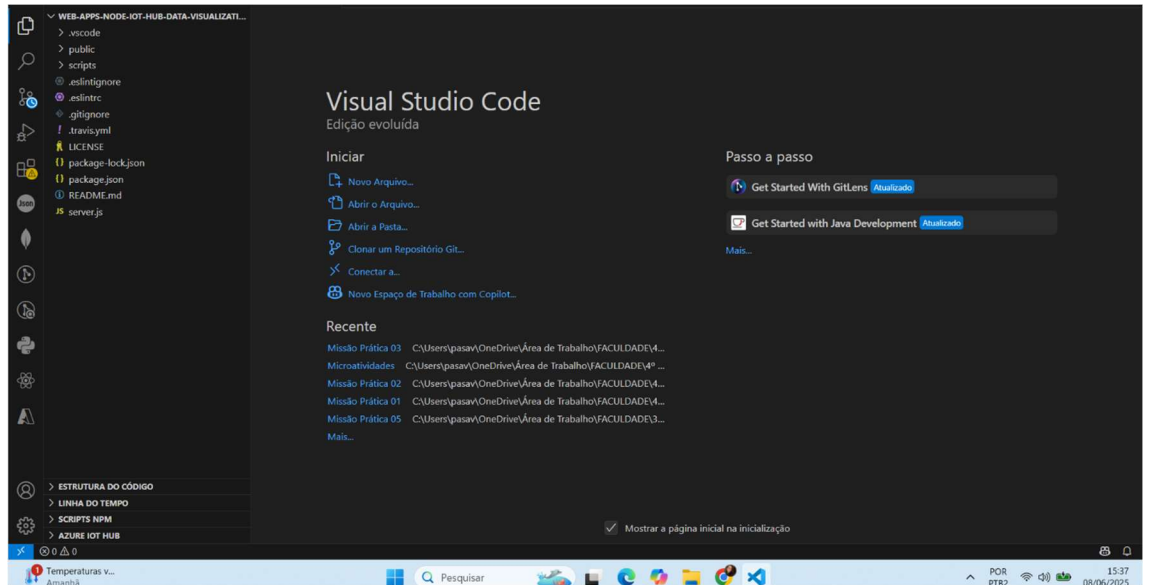 WEB-APPS-NODE-IOT-HUB-DATA-VISUALIZATI...
.vscode
public
scripts
.eslintignore
.eslintrc
.gitignore
.travis.yml
LICENSE
package-lock.json
package.json
README.md
JS server.js
Json
Visual Studio Code
Edição evoluída
Iniciar
Novo Arquivo...
Abrir o Arquivo...
Abrir a Pasta...
Clonar um Repositório Git...
Conectar a...
Novo Espaço de Trabalho com Copilot...
Recente
Missão Prática 03 C:\Users\pasav\OneDrive\Área de Trabalho\FACULDADE\4...
Microatividades C:\Users\pasav\OneDrive\Área de Trabalho\FACULDADE\4º ...
Missão Prática 02 C:\Users\pasav\OneDrive\Área de Trabalho\FACULDADE\4...
Missão Prática 01 C:\Users\pasav\OneDrive\Área de Trabalho\FACULDADE\4...
Missão Prática 05 C:\Users\pasav\OneDrive\Área de Trabalho\FACULDADE\3...
Mais...
Passo a passo
Get Started With GitLens Atualizado
Get Started with Java Development Atualizado
Mais...
ESTRUTURA DO CÓDIGO
LINHA DO TEMPO
SCRIPTS NPM
AZURE IOT HUB
Mostrar a página inicial na inicialização
0 0
1
Temperaturas v...
Amanhã
Pesquisar
POR
PTB2
15:37
08/06/2025